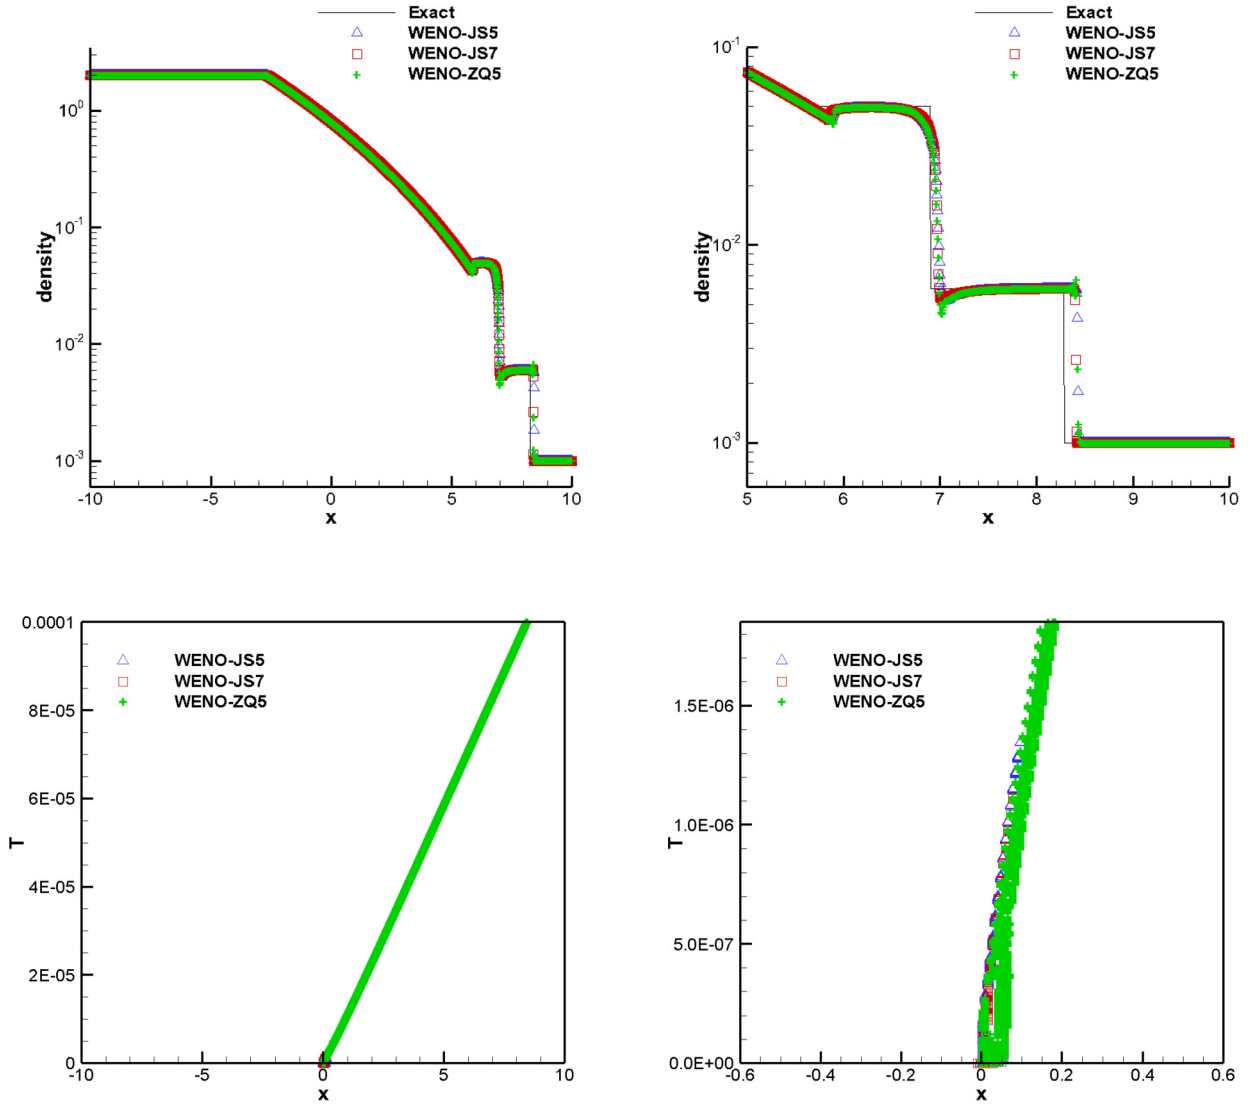 Exact
WENO-JS5
WENO-JS7
WENO-ZQ5
10^0
10^-1
10^-2
10^-3
density
-10
-5
0
5
10
x
Exact
WENO-JS5
WENO-JS7
WENO-ZQ5
10^-1
10^-2
10^-3
density
5
6
7
8
9
10
x
0.0001
8E-05
6E-05
4E-05
2E-05
0
T
WENO-JS5
WENO-JS7
WENO-ZQ5
-10
-5
0
5
10
x
WENO-JS5
WENO-JS7
WENO-ZQ5
1.5E-06
1.0E-06
5.0E-07
0.0E+00
T
-0.6
-0.4
-0.2
0
0.2
0.4
0.6
x